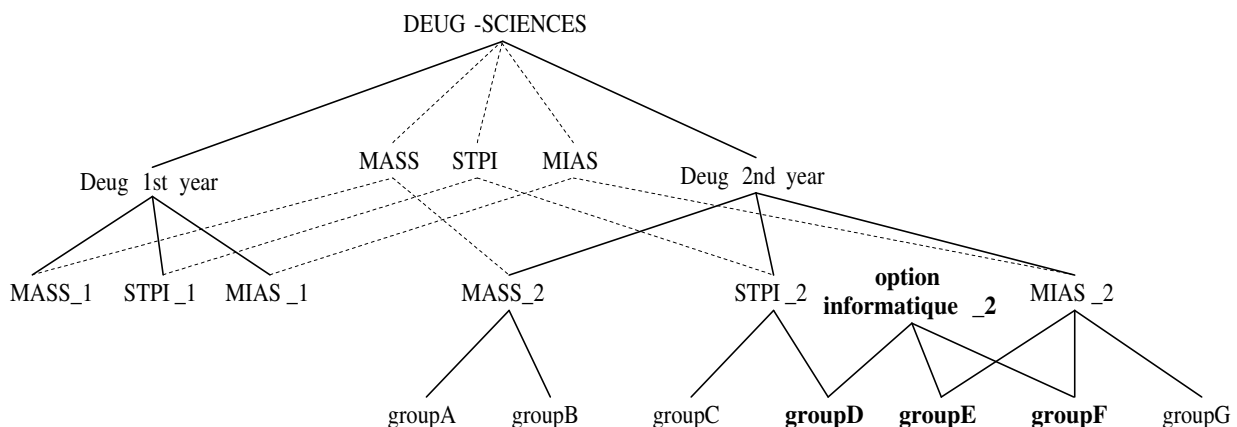 DEUG -SCIENCES
MASS STPI MIAS
Deug 1st year Deug 2nd year
MASS_1 STPI _1 MIAS _1 MASS_2 STPI _2 option informatique _2 MIAS _2
groupA groupB groupC groupD groupE groupF groupG